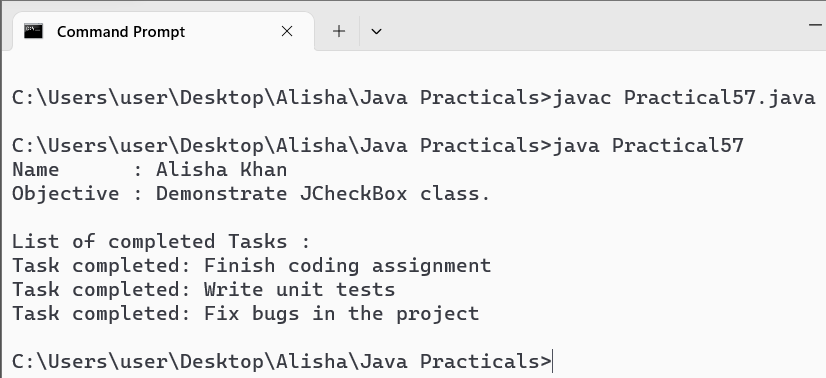 Command Prompt
C:\Users\user\Desktop\Alisha\Java Practicals>javac Practical57.java
C:\Users\user\Desktop\Alisha\Java Practicals>java Practical57
Name      : Alisha Khan
Objective : Demonstrate JCheckBox class.
List of completed Tasks :
Task completed: Finish coding assignment
Task completed: Write unit tests
Task completed: Fix bugs in the project
C:\Users\user\Desktop\Alisha\Java Practicals>